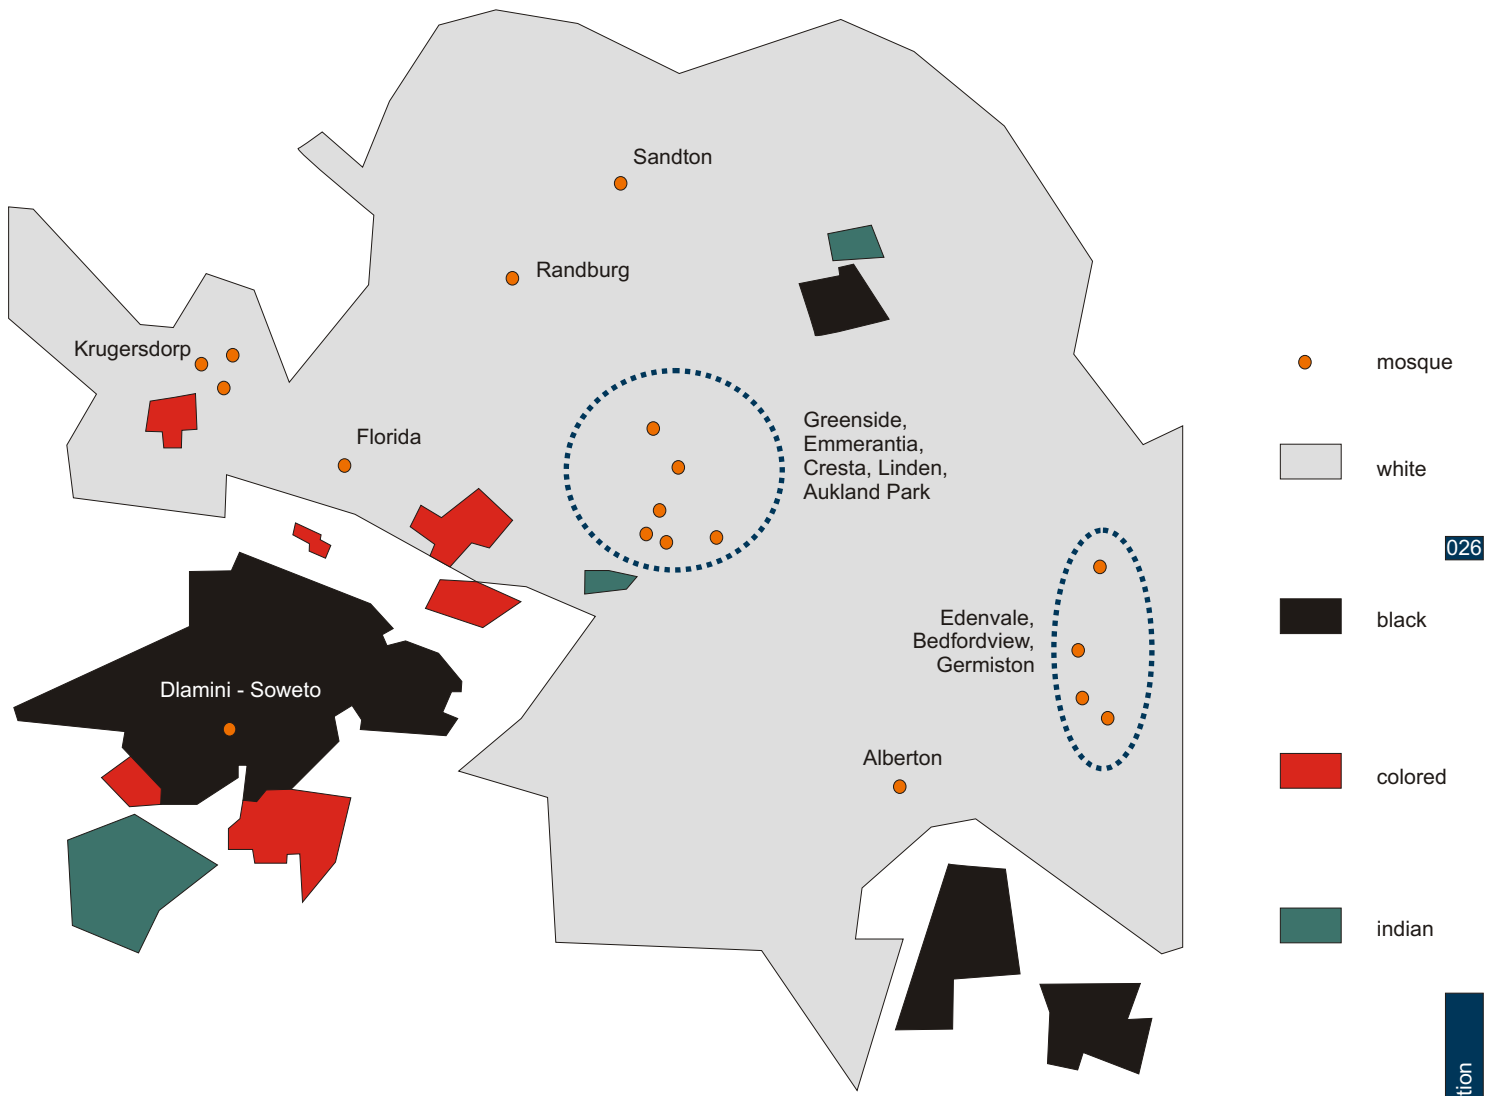 Sandton
Randburg
Krugersdorp
Florida
Greenside,
Emmerantia,
Cresta, Linden,
Aukland Park
Edenvale,
Bedfordview,
Germiston
Dlamini - Soweto
Alberton
mosque
white
026
black
colored
indian